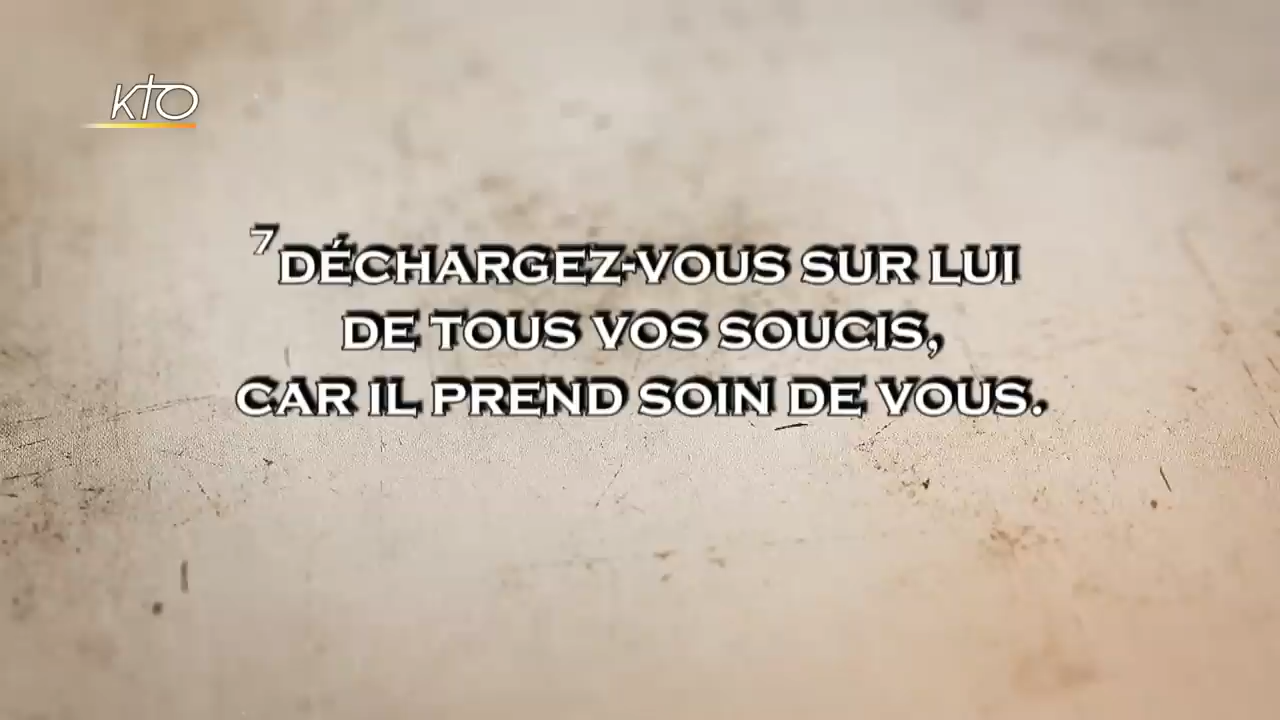 KTO
7 DÉCHARGEZ-VOUS SUR LUI
DE TOUS VOS SOUCIS,
CAR IL PREND SOIN DE VOUS.